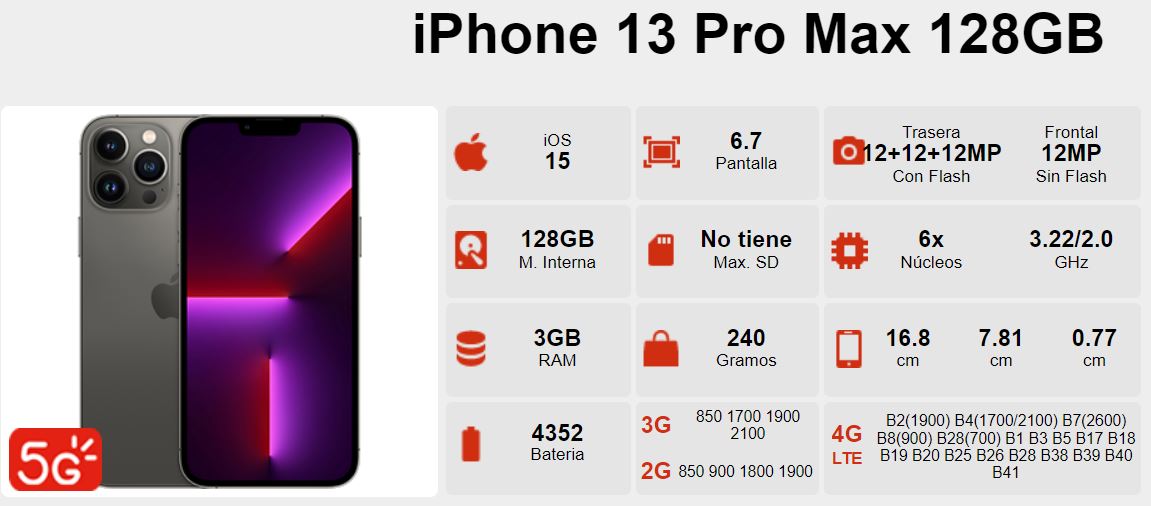 iPhone 13 Pro Max 128GB
iOS
15
6.7
Pantalla
Trasera
12+12+12MP
Con Flash
Frontal
12MP
Sin Flash
128GB
M. Interna
No tiene
Max. SD
6x
Núcleos
3.22/2.0
GHz
3GB
RAM
240
Gramos
16.8
cm
7.81
cm
0.77
cm
4352
Bateria
3G
850 1700 1900
2100
2G
850 900 1800 1900
4G
LTE
B2(1900) B4(1700/2100) B7(2600)
B8(900) B28(700) B1 B3 B5 B17 B18
B19 B20 B25 B26 B28 B38 B39 B40
B41
5G